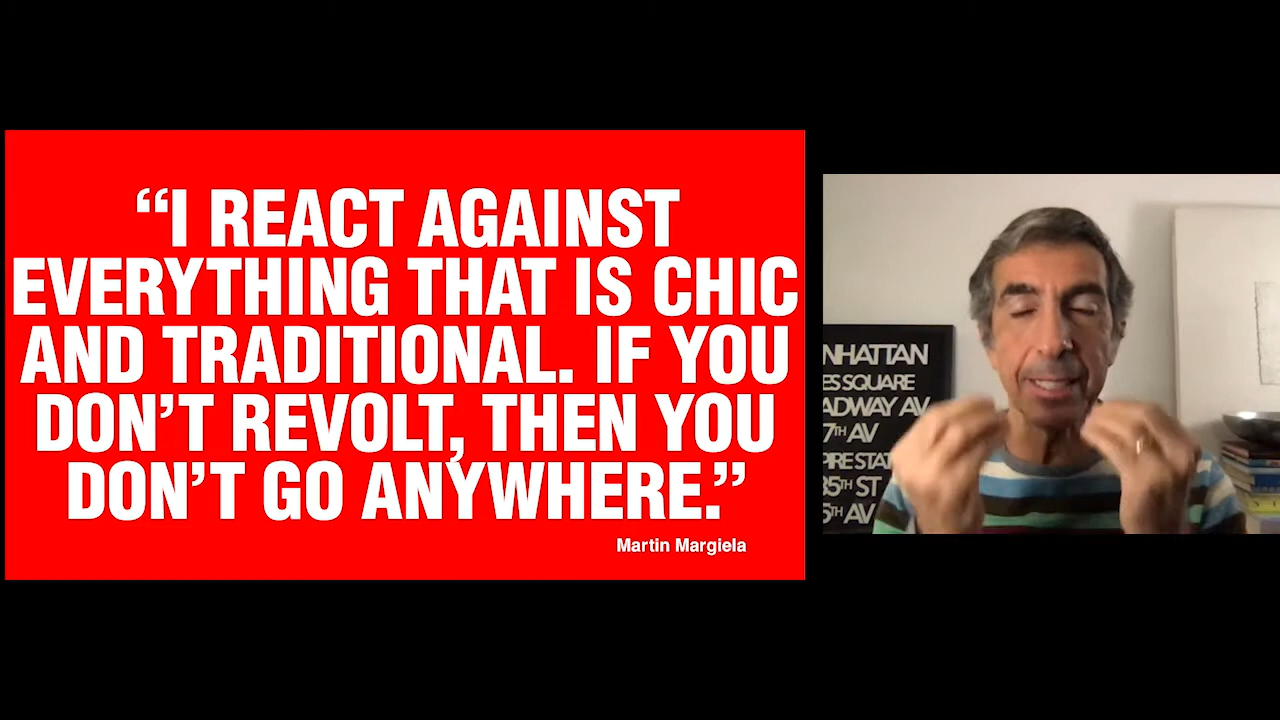 “I REACT AGAINST
EVERYTHING THAT IS CHIC
AND TRADITIONAL. IF YOU
DON’T REVOLT, THEN YOU
DON’T GO ANYWHERE.”
Martin Margiela
NHATTAN
ES SQUARE
ADWAY AV
7TH AV
PIRE STAT
35TH ST
5TH AV